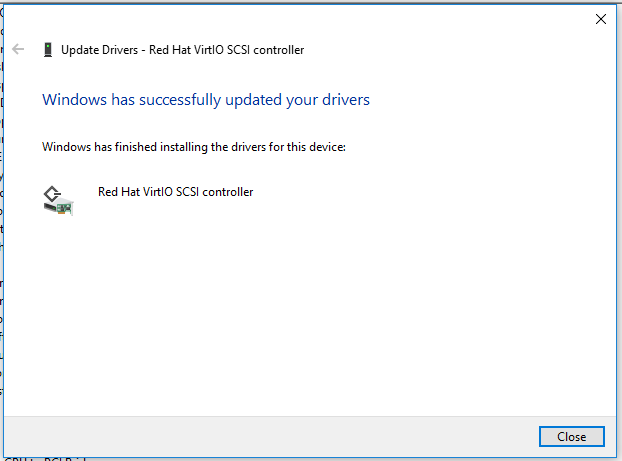 Update Drivers - Red Hat VirtIO SCSI controller
Windows has successfully updated your drivers
Windows has finished installing the drivers for this device:
Red Hat VirtIO SCSI controller
Close